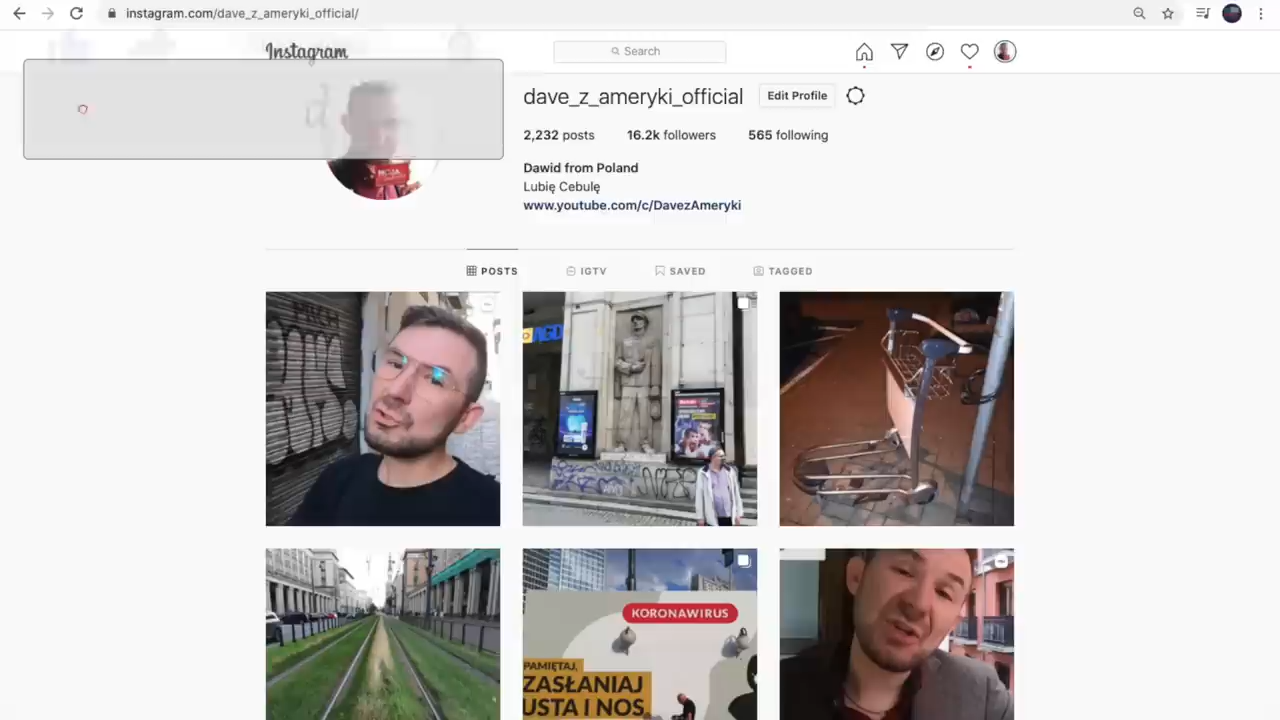 instagram.com/dave_z_ameryki_official/
Instagram
Search
dave_z_ameryki_official
Edit Profile
2,232 posts
16.2k followers
565 following
Dawid from Poland
Lubię Cebulę
www.youtube.com/c/DavezAmeryki
POSTS
IGTV
SAVED
TAGGED
AGD
KORONAWIRUS
PAMIĘTAJ,
ZASŁANIAJ
USTA I NOS